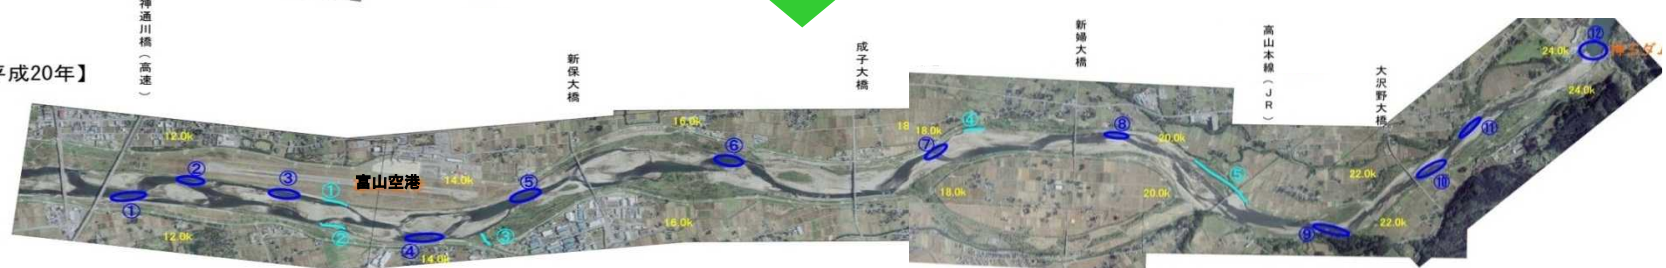 神通川橋（高速）
平成20年】
新保大橋
成子大橋
新婦大橋
高山本線（ＪＲ）
大沢野大橋
富山空港
12.0k
12.0k
14.0k
14.0k
16.0k
16.0k
18
18.0k
18.0k
20.0k
20.0k
22.0k
22.0k
24.0k
24.0k
①
②
③
④
⑤
⑥
⑦
⑧
⑨
⑩
⑪
⑫
①
②
③
④
⑤